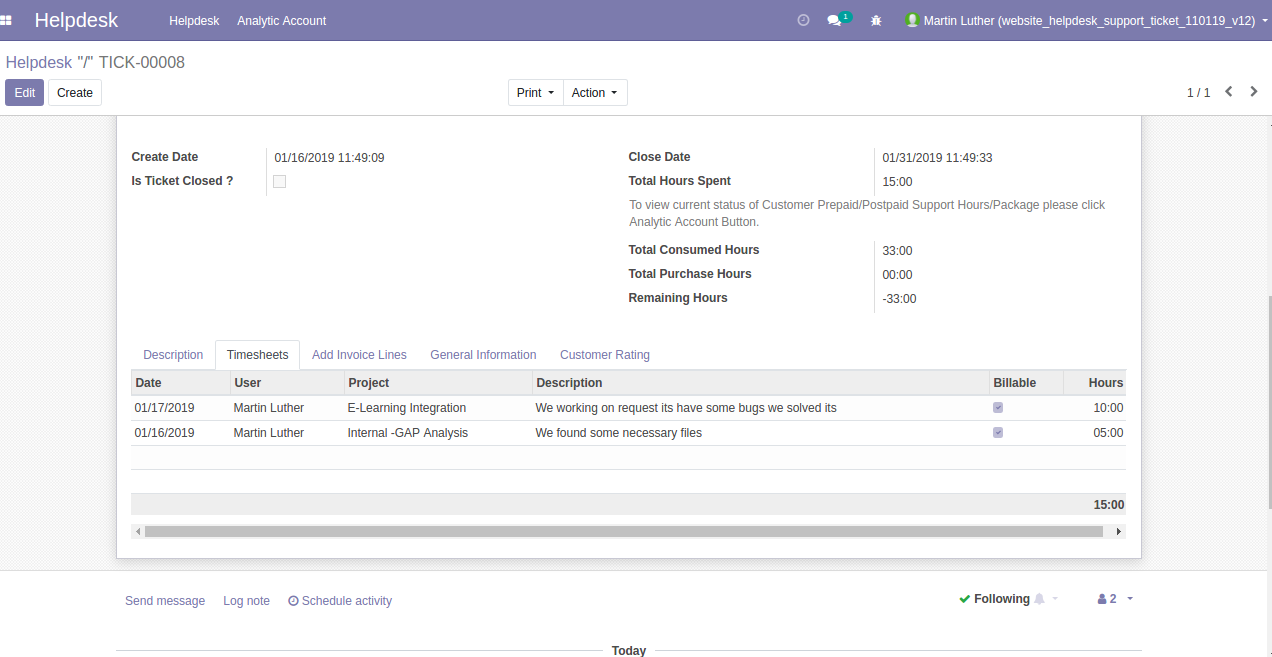 Helpdesk Helpdesk Analytic Account 1 Martin Luther (website_helpdesk_support_ticket_110119_v12)
Helpdesk "/" TICK-00008
Edit Create Print Action 1 / 1
Create Date 01/16/2019 11:49:09 Close Date 01/31/2019 11:49:33
Is Ticket Closed ? Total Hours Spent 15:00
To view current status of Customer Prepaid/Postpaid Support Hours/Package please click
Analytic Account Button.
Total Consumed Hours 33:00
Total Purchase Hours 00:00
Remaining Hours -33:00
Description Timesheets Add Invoice Lines General Information Customer Rating
Date User Project Description Billable Hours
01/17/2019 Martin Luther E-Learning Integration We working on request its have some bugs we solved its 10:00
01/16/2019 Martin Luther Internal -GAP Analysis We found some necessary files 05:00
15:00
Send message Log note Schedule activity Following 2
Today